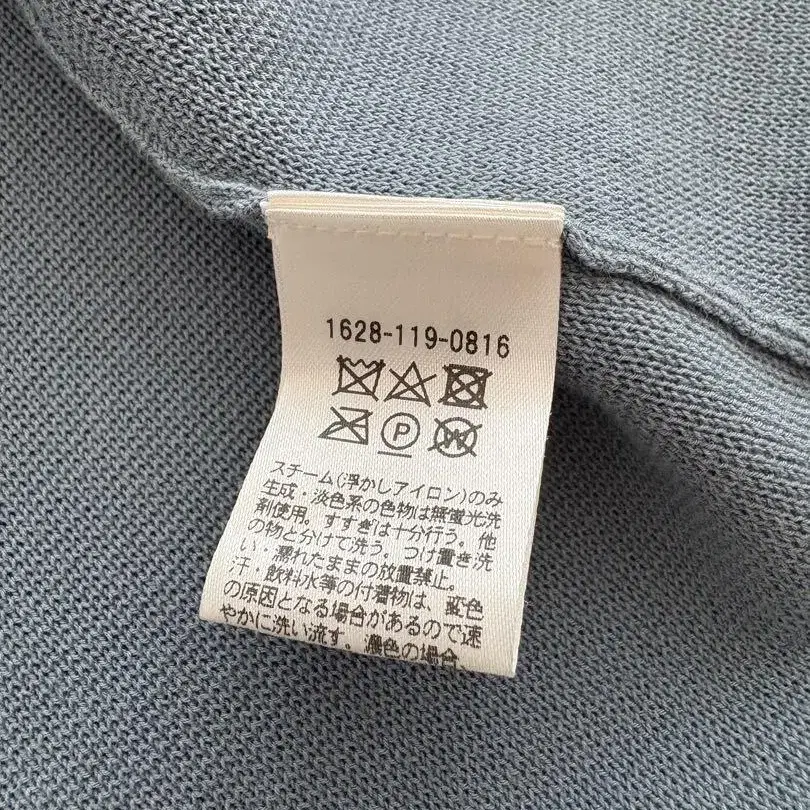 1628-119-0816
P
W
スチーム(浮かしアイロン)のみ
生成・淡色系の色物は無蛍光洗
剤使用。すすぎは十分行う。他
の物と分けて洗う。つけ置き洗
い・濡れたままの放置禁止。
汗・飲料水等の付着物は、変色
の原因となる場合があるので速
やかに洗い流す。濃色の場合